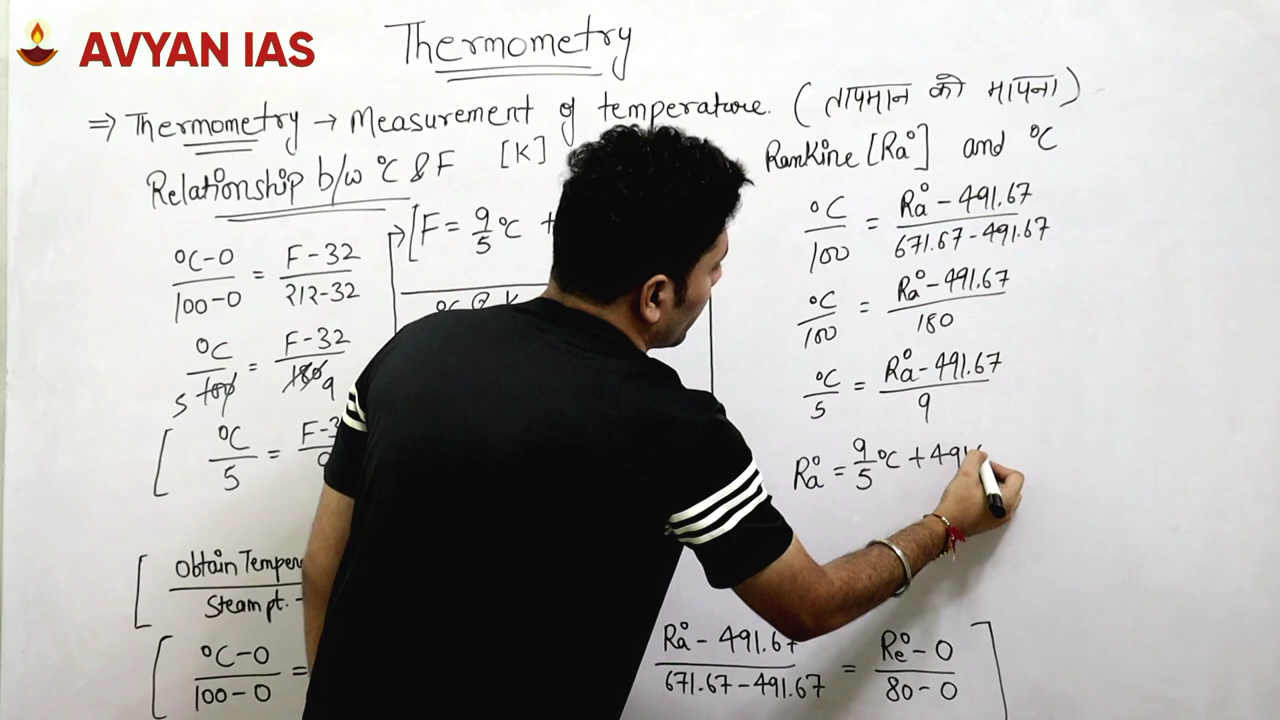 AVYAN IAS
Thermometry
⇒ Thermometry → Measurement of temperature. (तापमान को मापना)
Relationship b/w °C & F [K]
°C-0/100-0 = F-32/212-32
°C/100 = F-32/180
5 9
[ °C/5 = F-3
→ [F = 9/5 °C +
[ Obtain Temper
Steam pt. -
[ °C-0/100-0 =
Rankine [Ra°] and °C
°C/100 = Ra°-491.67/671.67-491.67
°C/100 = Ra°-491.67/180
°C/5 = Ra°-491.67/9
Ra° = 9/5 °C + 491
Ra°-491.67/671.67-491.67 = Re°-0/80-0 ]